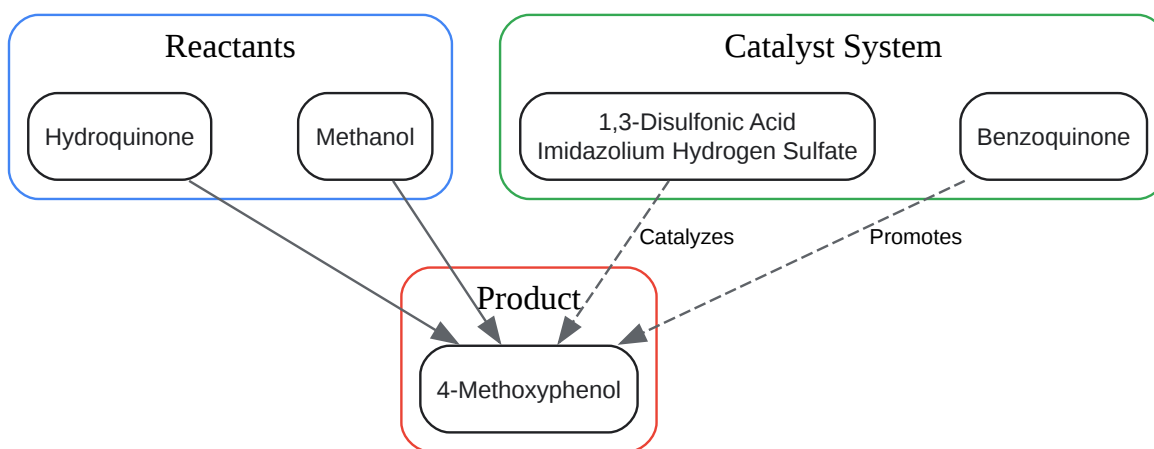 Reactants
Catalyst System
Hydroquinone
Methanol
1,3-Disulfonic Acid
Imidazolium Hydrogen Sulfate
Benzoquinone
Catalyzes
Promotes
Product
4-Methoxyphenol